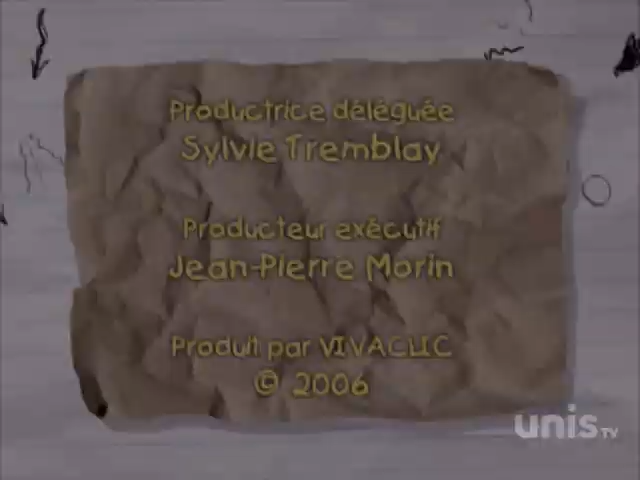 Productrice déléguée
Sylvie Tremblay
Producteur exécutif
Jean-Pierre Morin
Produit par VIVACLIC
© 2006
unis TV